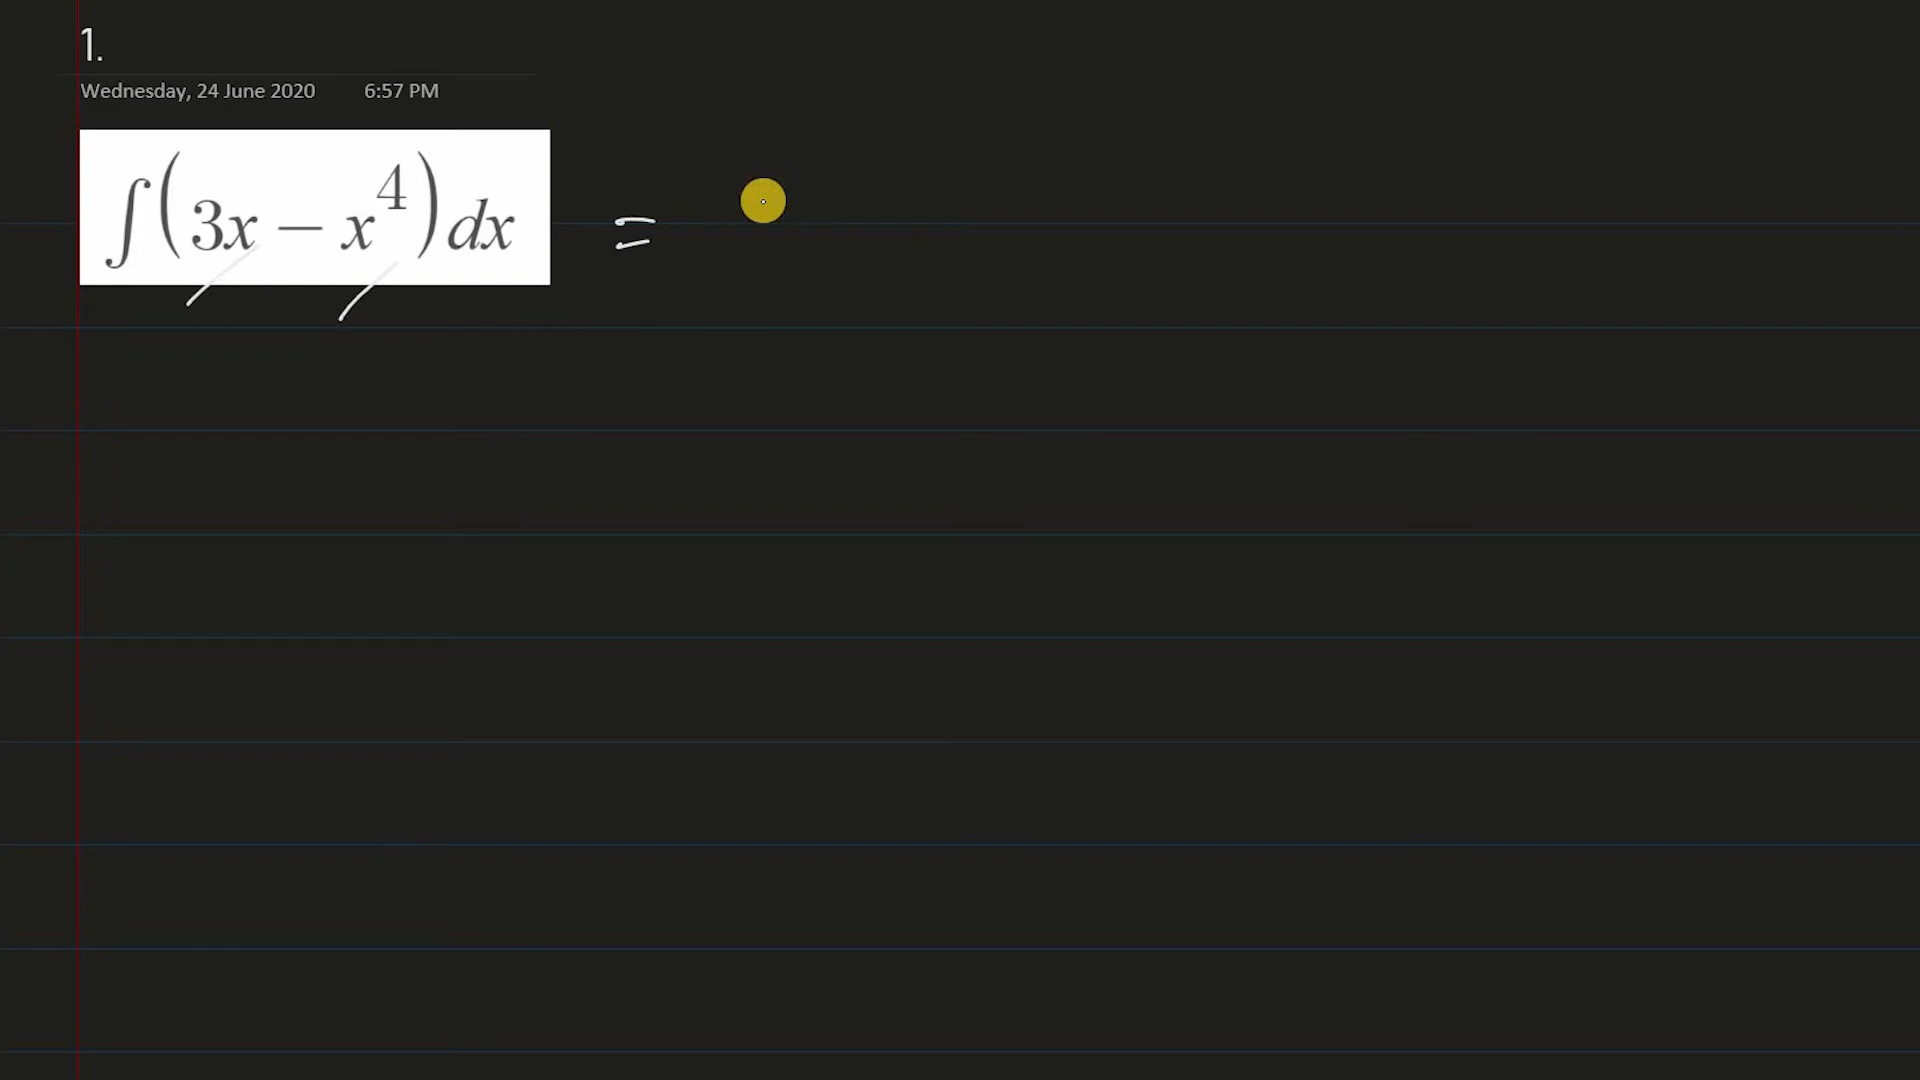 1.
Wednesday, 24 June 2020 6:57 PM
∫(3x − x⁴)dx =